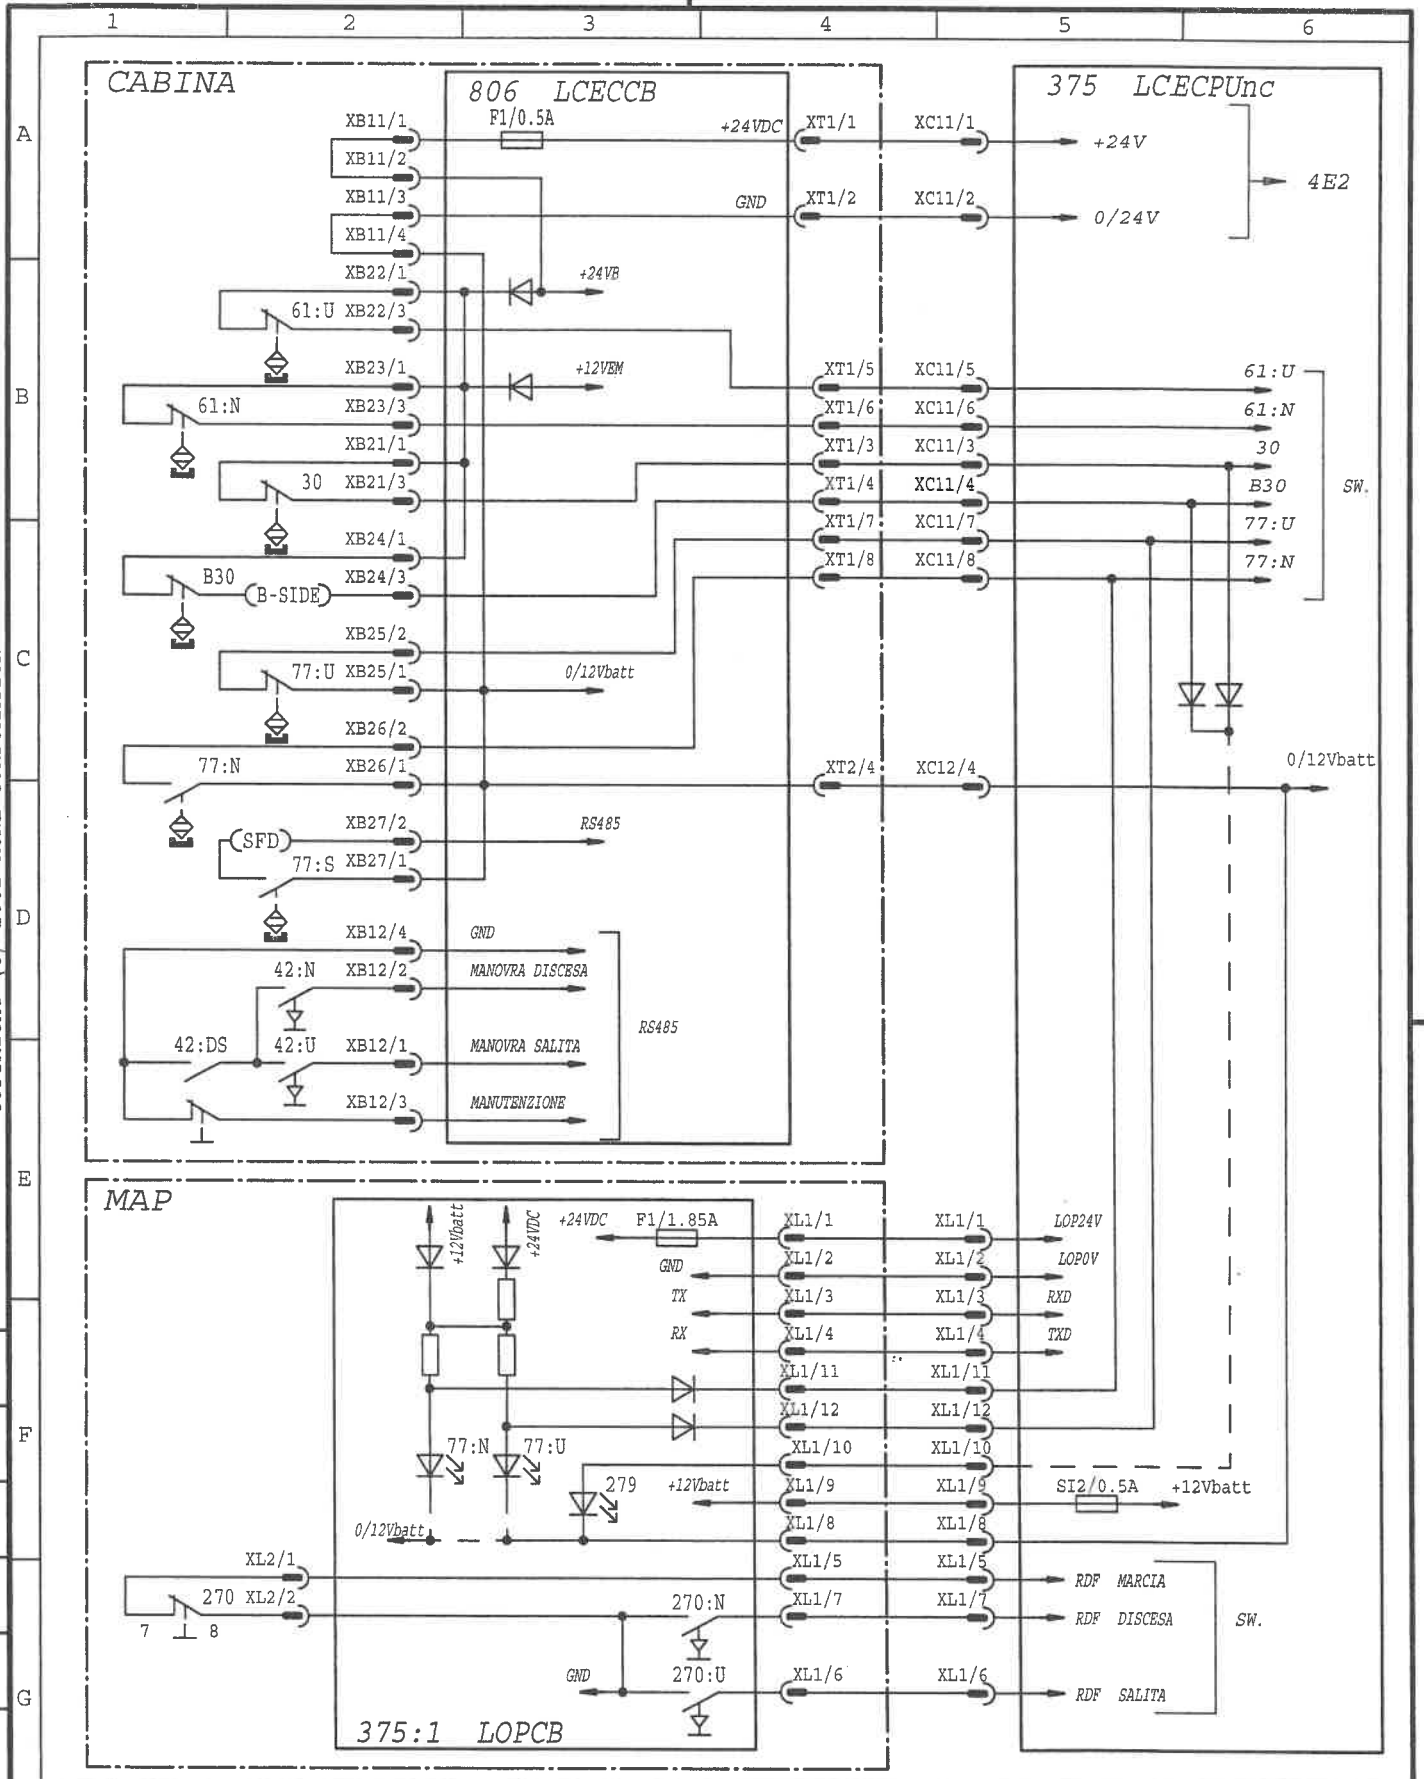 1 2 3 4 5 6
A
B
C
D
E
F
G
CABINA
806 LCECCB
375 LCECPUnc
XB11/1
F1/0.5A
+24VDC
XT1/1
XC11/1
+24V
XB11/2
4E2
XB11/3
GND
XT1/2
XC11/2
0/24V
XB11/4
XB22/1
+24VB
61:U XB22/3
XB23/1
+12VEM
XT1/5
XC11/5
61:U
61:N
XB23/3
XT1/6
XC11/6
61:N
XB21/1
XT1/3
XC11/3
30
30 XB21/3
XT1/4
XC11/4
B30
SW.
XB24/1
XT1/7
XC11/7
77:U
B30
(B-SIDE)
XB24/3
XT1/8
XC11/8
77:N
XB25/2
77:U XB25/1
0/12Vbatt
XB26/2
77:N
XB26/1
XT2/4
XC12/4
0/12Vbatt
(SFD)
XB27/2
RS485
77:S XB27/1
XB12/4
GND
42:N
XB12/2
MANOVRA DISCESA
RS485
42:DS
42:U
XB12/1
MANOVRA SALITA
XB12/3
MANUTENZIONE
MAP
+12Vbatt
+24VDC
+24VDC
F1/1.85A
XL1/1
XL1/1
LOP24V
GND
XL1/2
XL1/2
LOP0V
TX
XL1/3
XL1/3
RXD
RX
XL1/4
XL1/4
TXD
XL1/11
XL1/11
XL1/12
XL1/12
77:N
77:U
XL1/10
XL1/10
279
+12Vbatt
XL1/9
XL1/9
SI2/0.5A
+12Vbatt
0/12Vbatt
XL1/8
XL1/8
XL2/1
XL1/5
XL1/5
RDF MARCIA
270 XL2/2
7 8
270:N
XL1/7
XL1/7
RDF DISCESA
SW.
GND
270:U
XL1/6
XL1/6
RDF SALITA
375:1 LOPCB